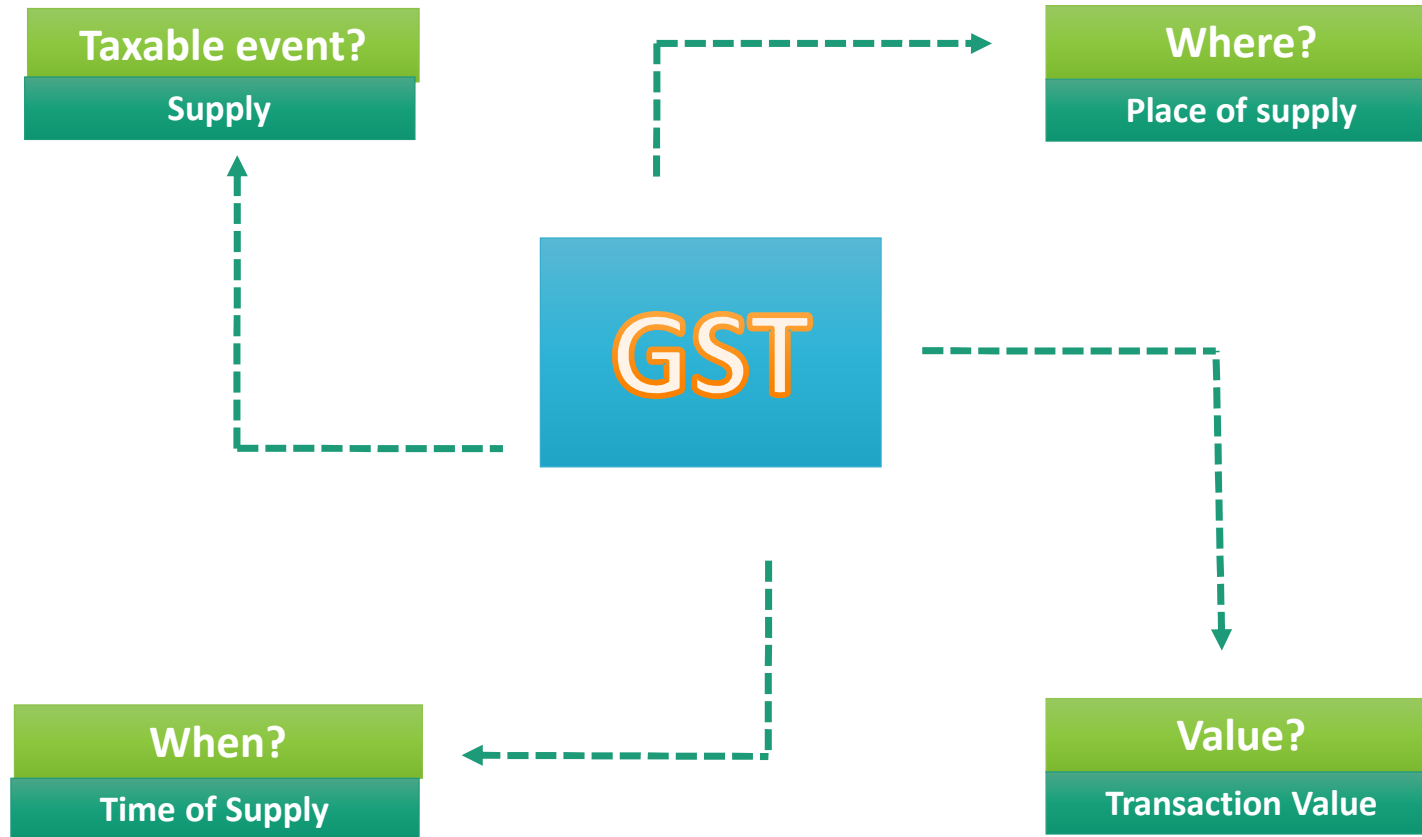 Taxable event?
Supply
Where?
Place of supply
GST
When?
Time of Supply
Value?
Transaction Value